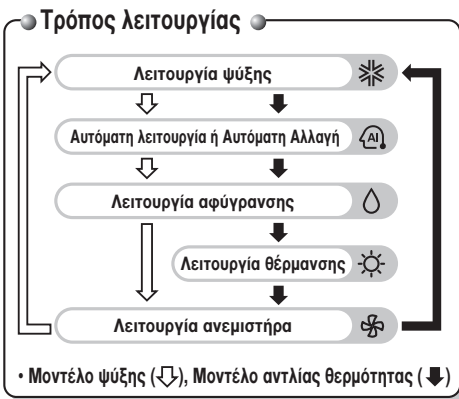 Τρόπος λειτουργίας
Λειτουργία ψύξης
Αυτόματη λειτουργία ή Αυτόματη Αλλαγή
AI
Λειτουργία αφύγρανσης
Λειτουργία θέρμανσης
Λειτουργία ανεμιστήρα
• Μοντέλο ψύξης (⇩), Μοντέλο αντλίας θερμότητας (🡇)